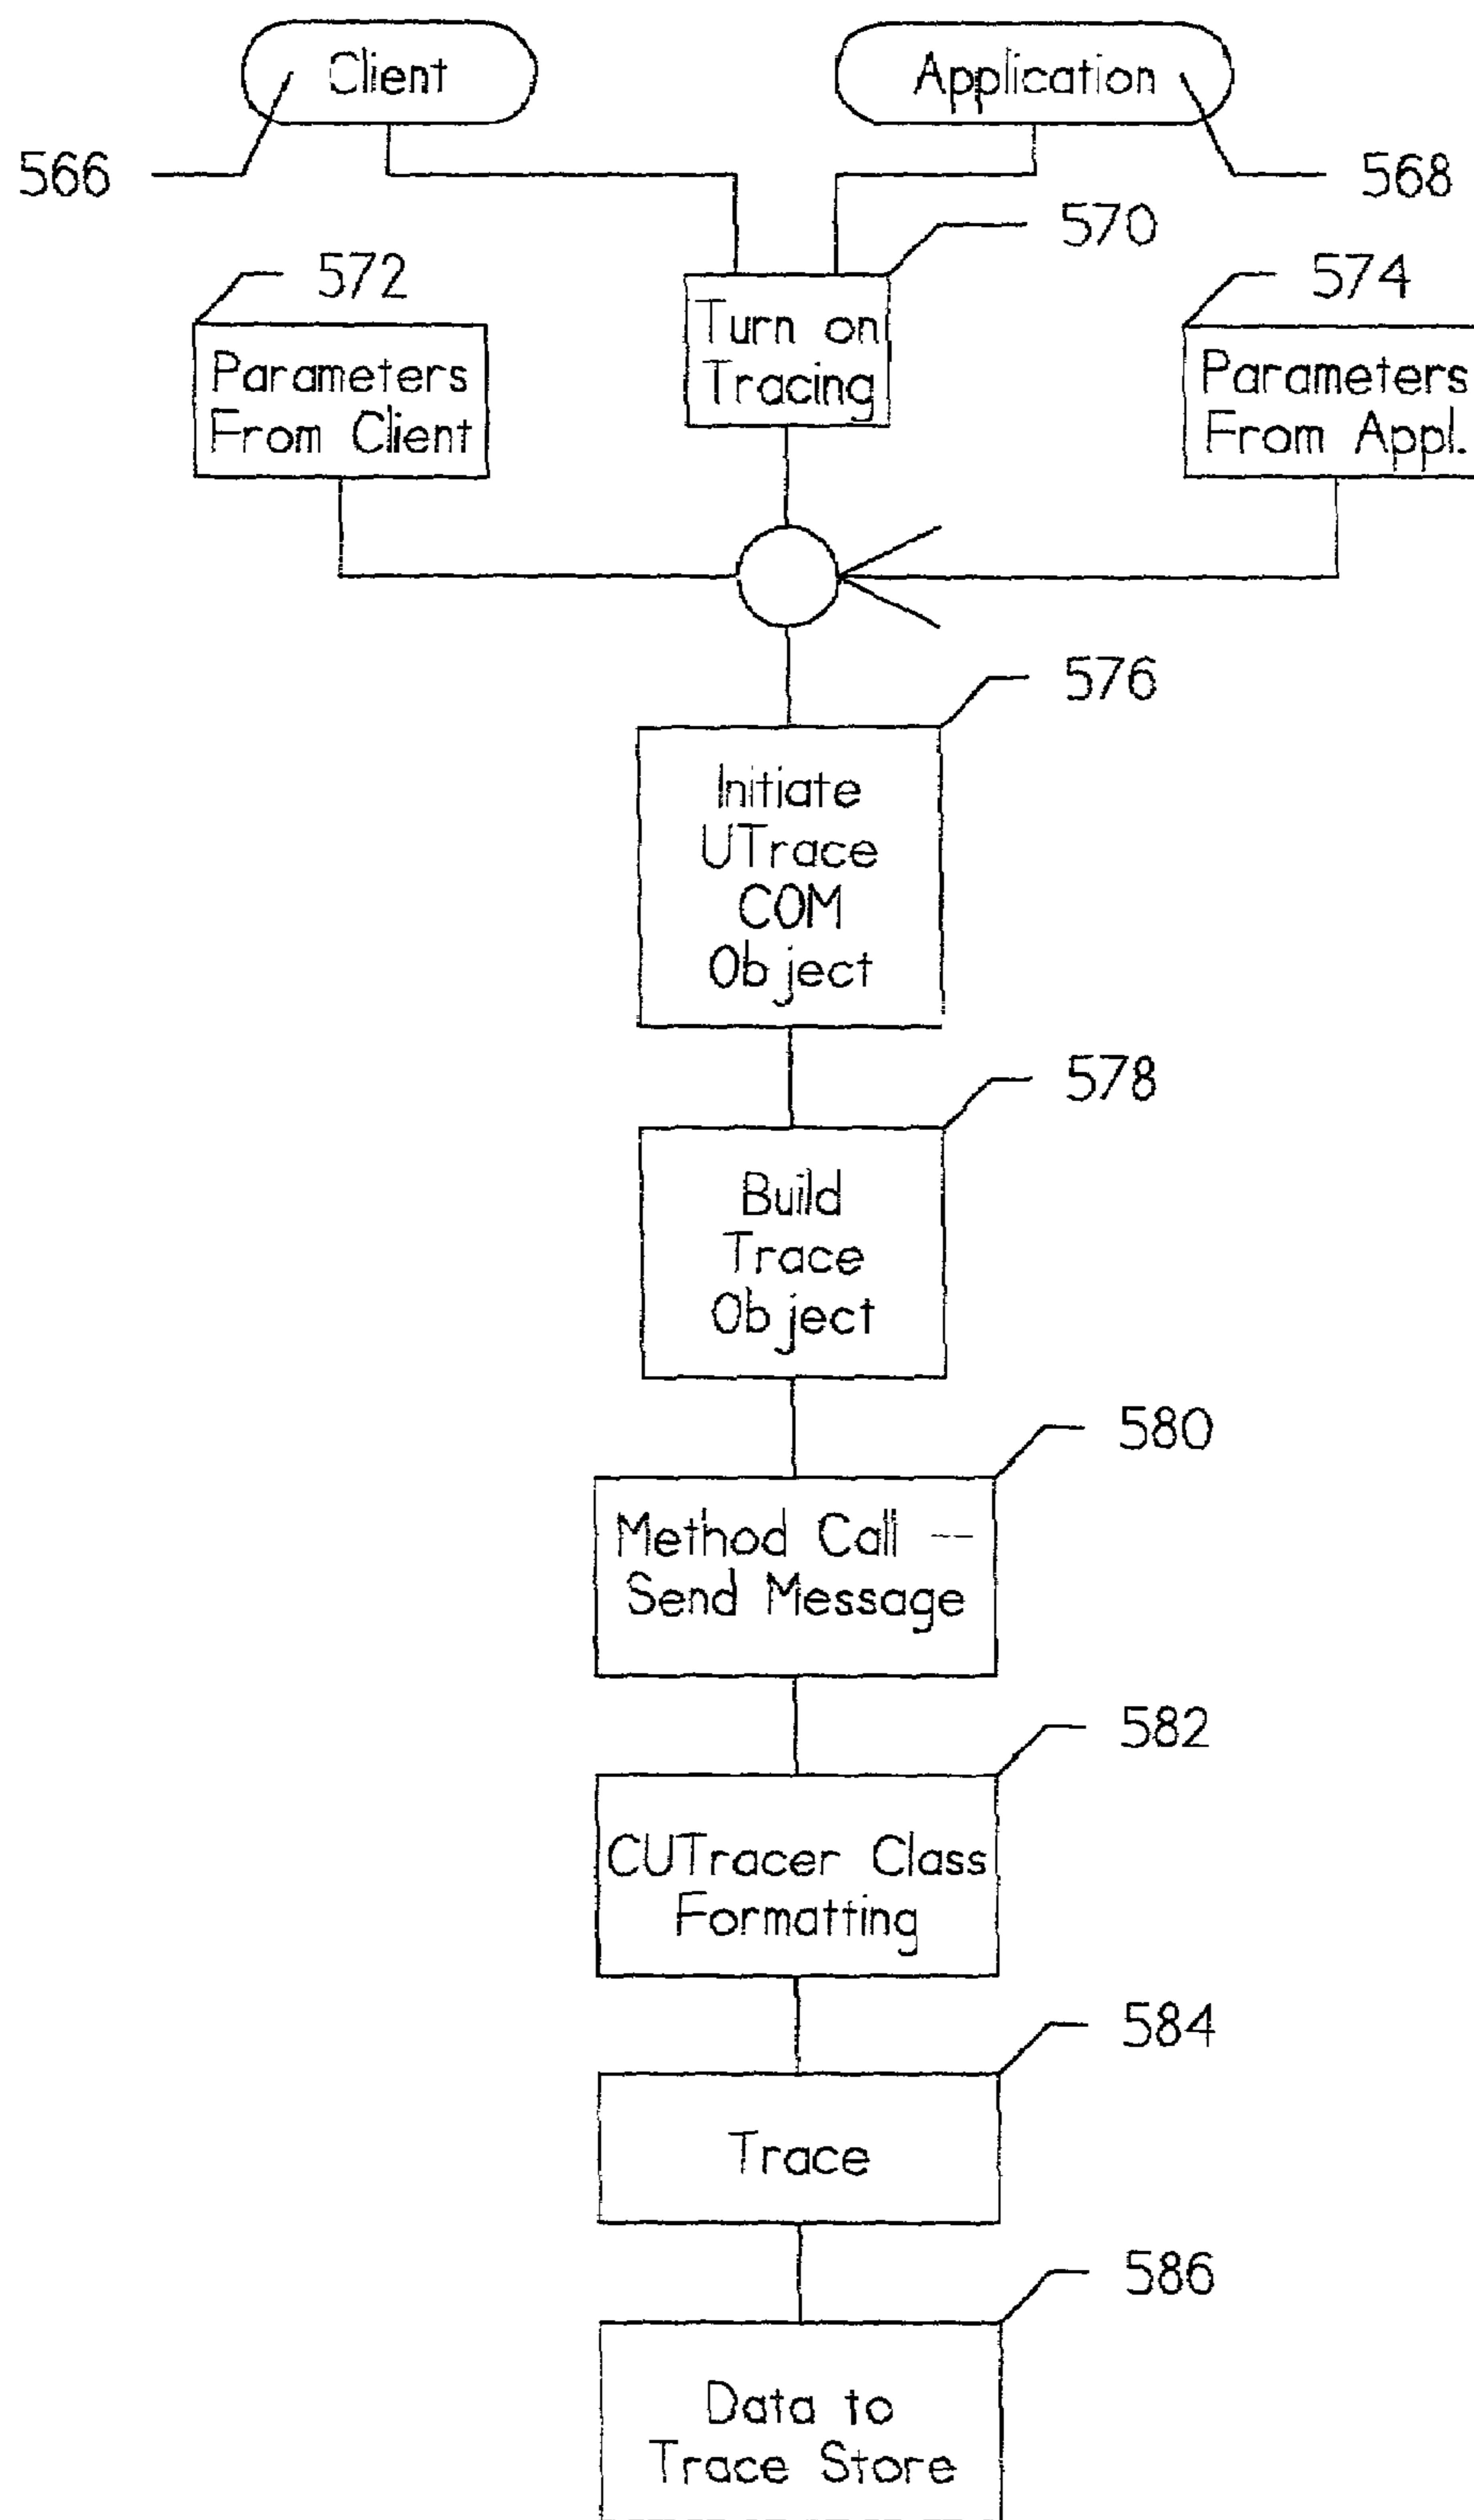 Client
Application
566
568
570
572
574
Turn on
Tracing
Parameters
From Client
Parameters
From Appl.
576
Initiate
UTrace
COM
Object
578
Build
Trace
Object
580
Method Call —
Send Message
582
CUTracer Class
Formatting
584
Trace
586
Data to
Trace Store